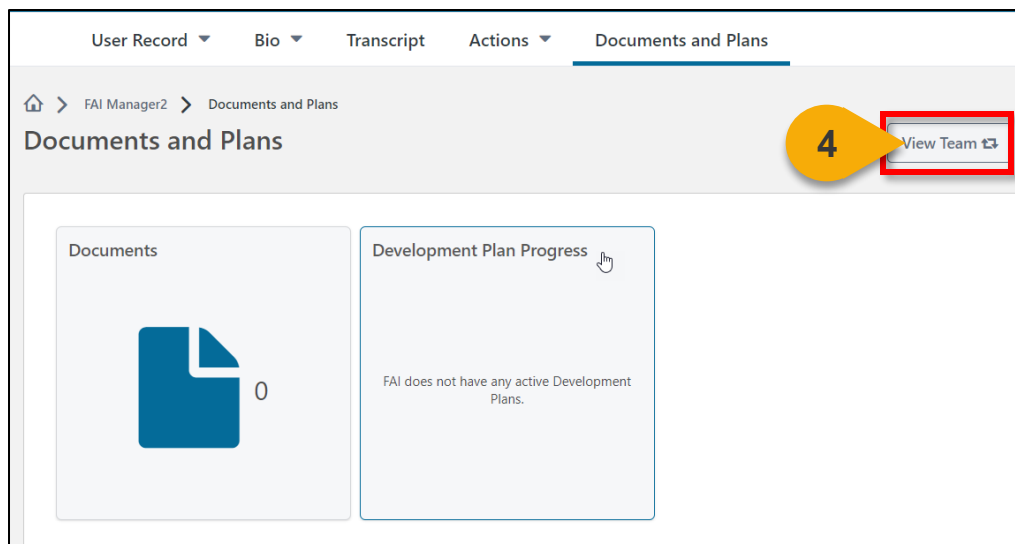 User Record Bio Transcript Actions Documents and Plans
FAI Manager2 Documents and Plans
Documents and Plans
4
View Team
Documents
Development Plan Progress
0
FAI does not have any active Development
Plans.